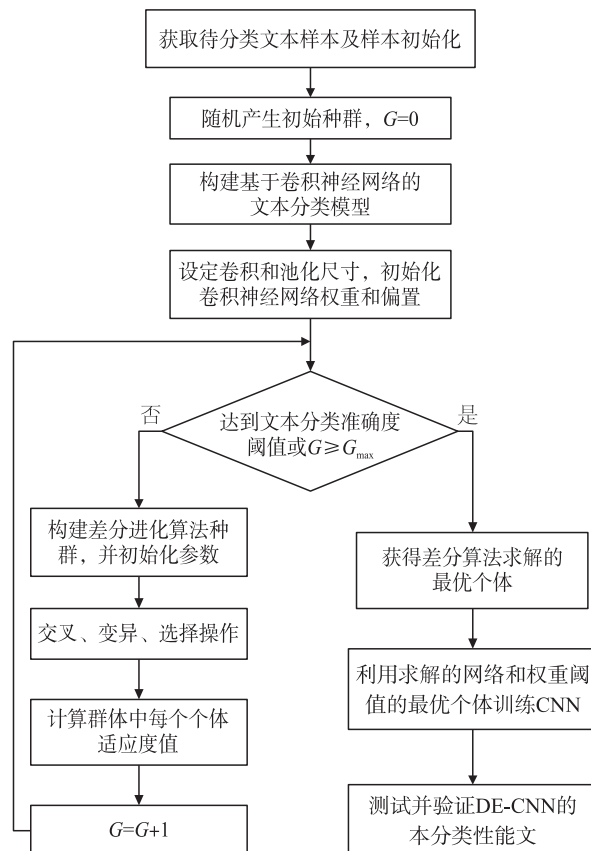 获取待分类文本样本及样本初始化
随机产生初始种群，G=0
构建基于卷积神经网络的
文本分类模型
设定卷积和池化尺寸，初始化
卷积神经网络权重和偏置
达到文本分类准确度
阈值或G≥Gmax
否
是
构建差分进化算法种
群，并初始化参数
交叉、变异、选择操作
计算群体中每个个体
适应度值
G=G+1
获得差分算法求解的
最优个体
利用求解的网络和权重阈
值的最优个体训练CNN
测试并验证DE-CNN的
本分类性能文